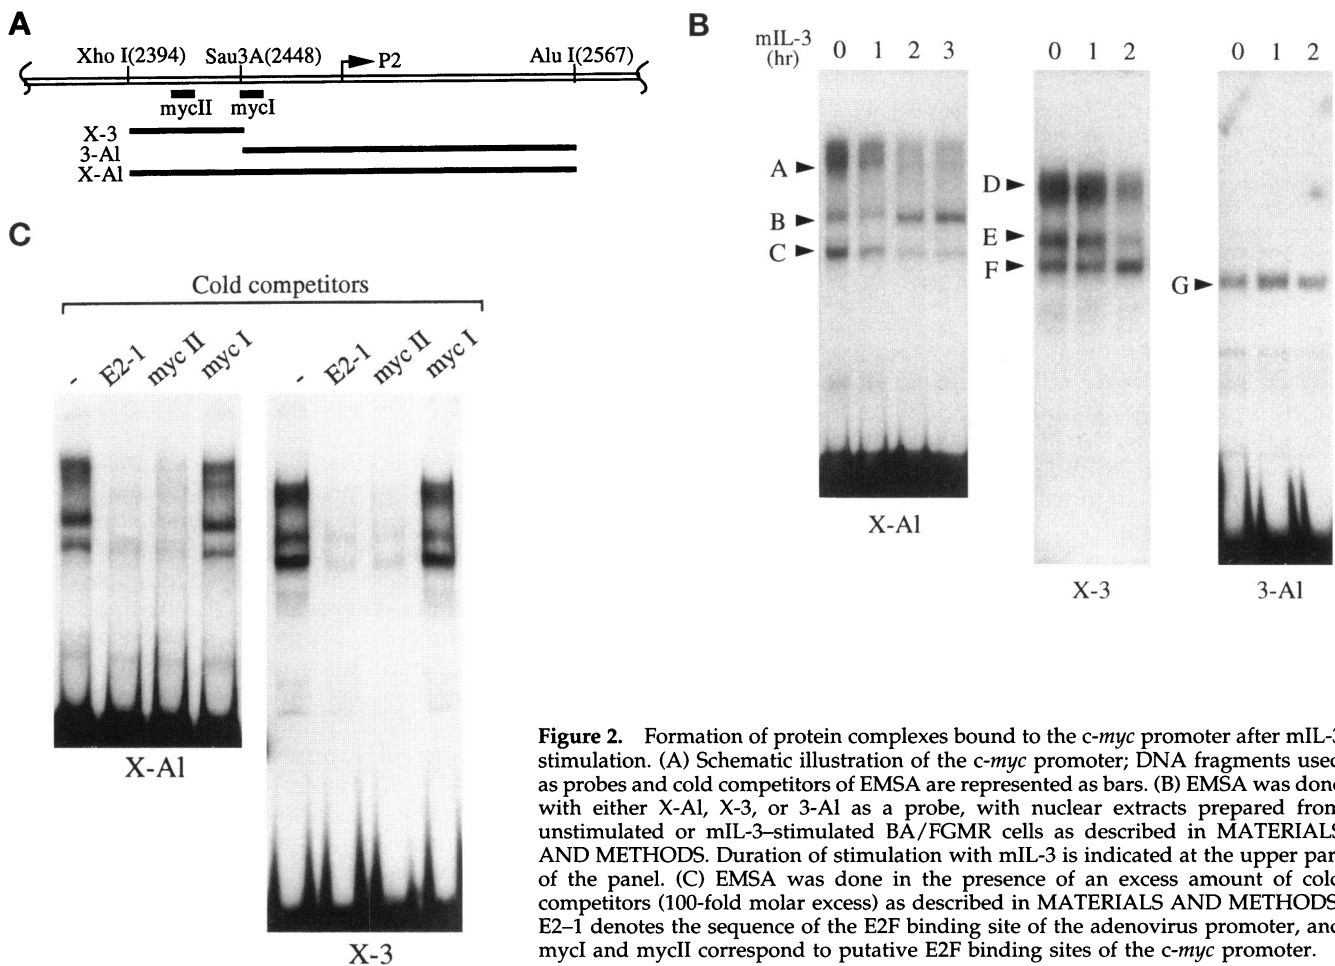 A
Xho I(2394) Sau3A(2448) P2 Alu I(2567)
mycII mycI
X-3
3-Al
X-Al
B
mIL-3
(hr)
0 1 2 3
A
B
C
X-Al
0 1 2
D
E
F
X-3
0 1 2
G
3-Al
C
Cold competitors
- E2-1 myc II myc I
X-Al
- E2-1 myc II myc I
X-3
Figure 2. Formation of protein complexes bound to the c-myc promoter after mIL-3
stimulation. (A) Schematic illustration of the c-myc promoter; DNA fragments used
as probes and cold competitors of EMSA are represented as bars. (B) EMSA was done
with either X-Al, X-3, or 3-Al as a probe, with nuclear extracts prepared from
unstimulated or mIL-3–stimulated BA/FGMR cells as described in MATERIALS
AND METHODS. Duration of stimulation with mIL-3 is indicated at the upper par
of the panel. (C) EMSA was done in the presence of an excess amount of cold
competitors (100-fold molar excess) as described in MATERIALS AND METHODS
E2–1 denotes the sequence of the E2F binding site of the adenovirus promoter, and
mycI and mycII correspond to putative E2F binding sites of the c-myc promoter.